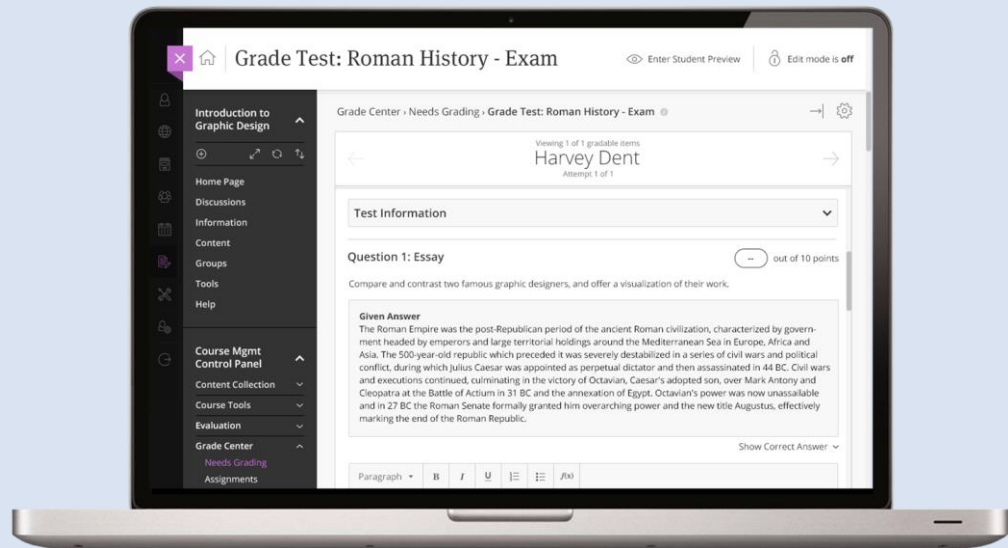 Grade Test: Roman History - Exam
Enter Student Preview
Edit mode is off
Introduction to
Graphic Design
Home Page
Discussions
Information
Content
Groups
Tools
Help
Course Mgmt
Control Panel
Content Collection
Course Tools
Evaluation
Grade Center
Needs Grading
Assignments
Grade Center › Needs Grading › Grade Test: Roman History - Exam
Viewing 1 of 1 gradable items
Harvey Dent
Attempt 1 of 1
Test Information
Question 1: Essay
-- out of 10 points
Compare and contrast two famous graphic designers, and offer a visualization of their work.
Given Answer
The Roman Empire was the post-Republican period of the ancient Roman civilization, characterized by govern-
ment headed by emperors and large territorial holdings around the Mediterranean Sea in Europe, Africa and
Asia. The 500-year-old republic which preceded it was severely destabilized in a series of civil wars and political
conflict, during which Julius Caesar was appointed as perpetual dictator and then assassinated in 44 BC. Civil wars
and executions continued, culminating in the victory of Octavian, Caesar's adopted son, over Mark Antony and
Cleopatra at the Battle of Actium in 31 BC and the annexation of Egypt. Octavian's power was now unassailable
and in 27 BC the Roman Senate formally granted him overarching power and the new title Augustus, effectively
marking the end of the Roman Republic.
Show Correct Answer
Paragraph B I U f(x)